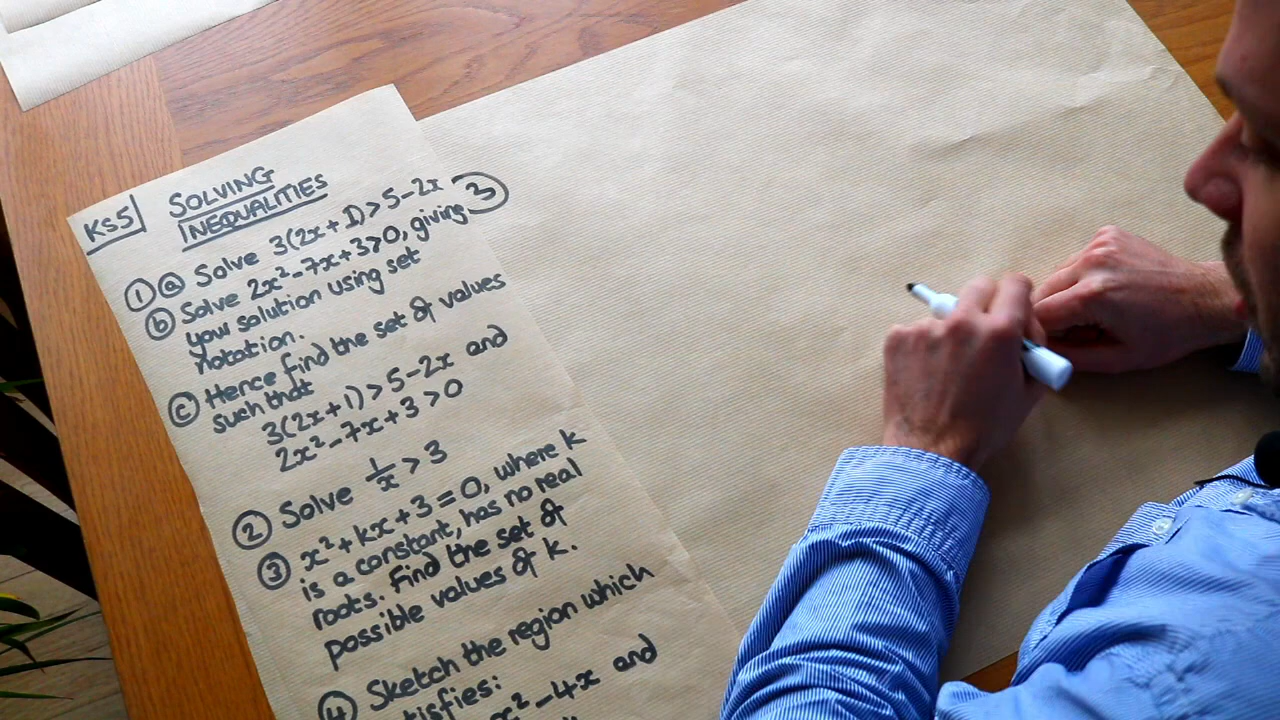 KS5
SOLVING
INEQUALITIES
① ⓐ Solve 3(2x+1)>5-2x
ⓑ Solve 2x²-7x+3>0, giving ③
your solution using set
notation.
ⓒ Hence find the set of values
such that
3(2x+1)>5-2x and
2x²-7x+3>0
② Solve 1/x > 3
③ x²+kx+3=0, where k
is a constant, has no real
roots. Find the set of
possible values of k.
④ Sketch the region which
x²-4x and